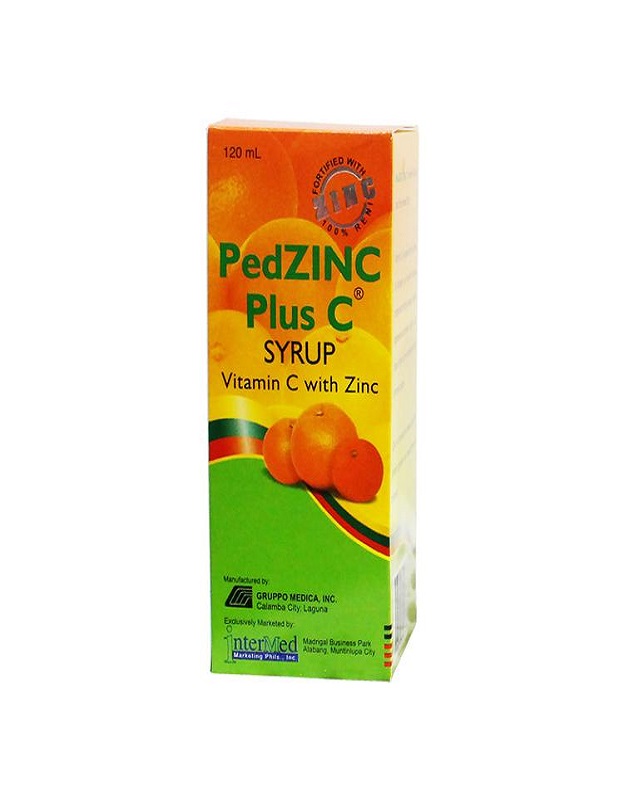 120 mL
FORTIFIED WITH
ZINC
100% RENI
PedZINC
Plus C®
SYRUP
Vitamin C with Zinc
Manufactured by:
GRUPPO MEDICA, INC.
Calamba City, Laguna
Exclusively Marketed by:
interMed
Marketing Phils., Inc.
Madrigal Business Park
Alabang, Muntinlupa City